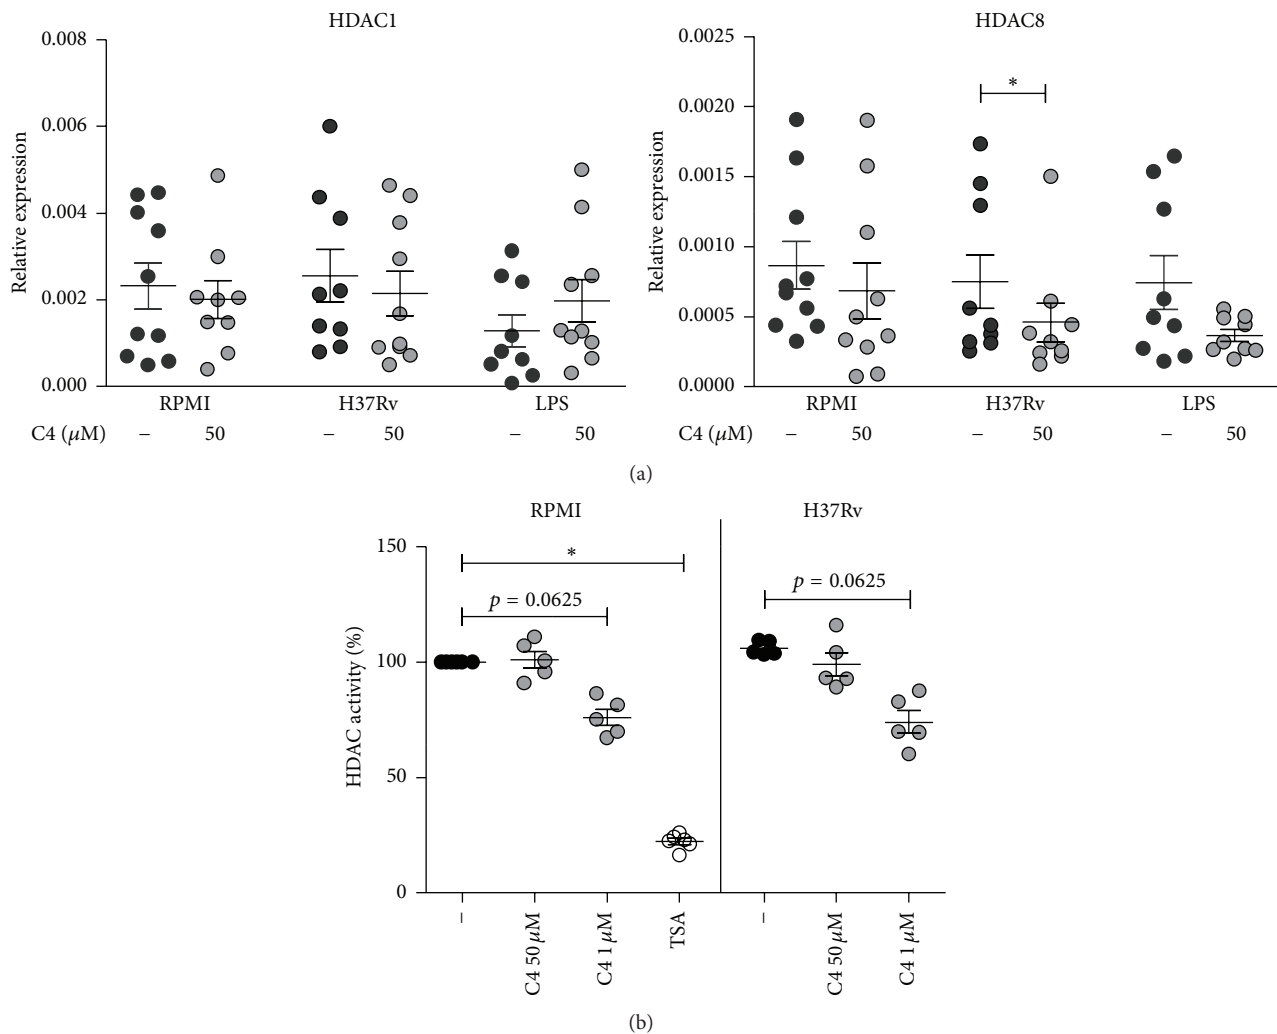 HDAC1
HDAC8
Relative expression
0.008
0.006
0.004
0.002
0.000
RPMI H37Rv LPS
C4 (μM) – 50 – 50 – 50
Relative expression
0.0025
0.0020
0.0015
0.0010
0.0005
0.0000
*
RPMI H37Rv LPS
C4 (μM) – 50 – 50 – 50
(a)
RPMI H37Rv
HDAC activity (%)
150
100
50
0
*
p = 0.0625
p = 0.0625
–
C4 50 μM
C4 1 μM
TSA
–
C4 50 μM
C4 1 μM
(b)